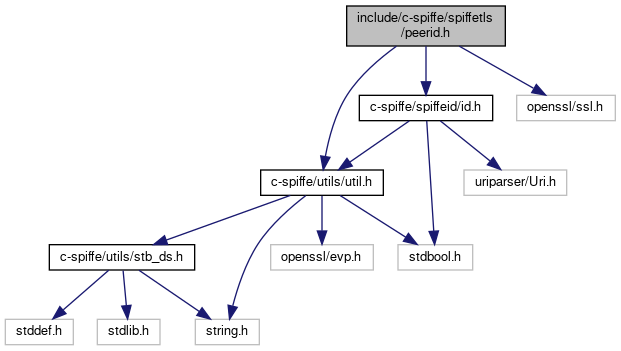 include/c-spiffe/spiffetls
/peerid.h
c-spiffe/spiffeid/id.h
openssl/ssl.h
c-spiffe/utils/util.h
uriparser/Uri.h
c-spiffe/utils/stb_ds.h
openssl/evp.h
stdbool.h
stddef.h
stdlib.h
string.h